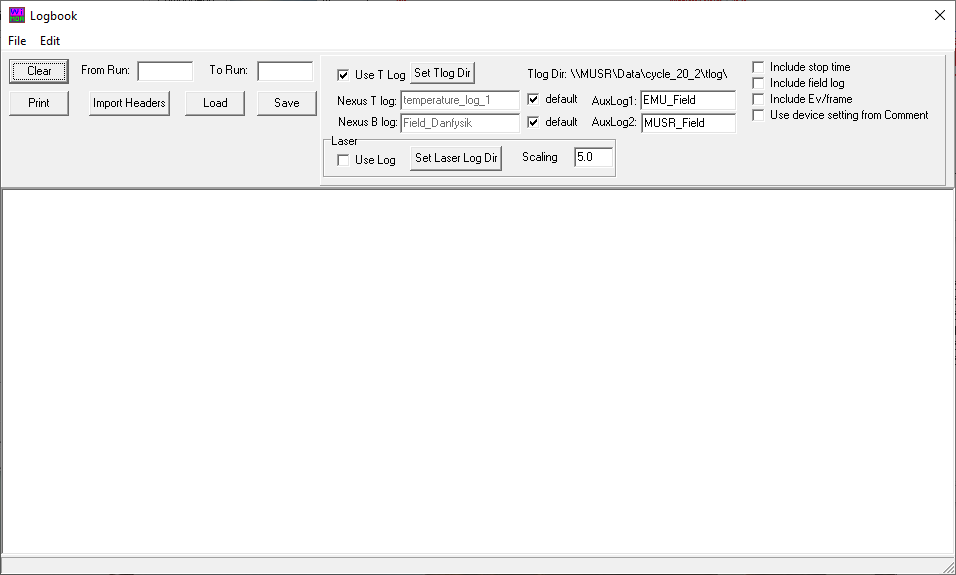 Logbook
File Edit
Clear From Run: To Run:
Print Import Headers Load Save
Use T Log Set Tlog Dir Tlog Dir: \\MUSR\Data\cycle_20_2\tlog\
Nexus T log: temperature_log_1 default AuxLog1: EMU_Field
Nexus B log: Field_Danfysik default AuxLog2: MUSR_Field
Laser
Use Log Set Laser Log Dir Scaling 5.0
Include stop time
Include field log
Include Ev/frame
Use device setting from Comment